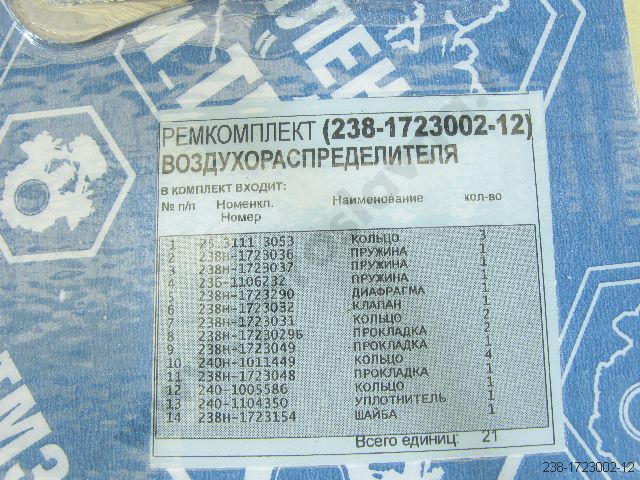 РЕМКОМПЛЕКТ (238-1723002-12)
ВОЗДУХОРАСПРЕДЕЛИТЕЛЯ
В КОМПЛЕКТ ВХОДИТ:
№ п/п Номенкл. Номер Наименование кол-во
1 25.3111 3053 КОЛЬЦО 3
2 238Н-1723036 ПРУЖИНА 1
3 238Н-1723037 ПРУЖИНА 1
4 236-1106232 ПРУЖИНА 1
5 238Н-1723290 ДИАФРАГМА 1
6 238Н-1723032 КЛАПАН 1
7 238Н-1723031 КОЛЬЦО 2
8 238Н-1723029Б ПРОКЛАДКА 2
9 238Н-1723049 ПРОКЛАДКА 1
10 240Н-1011449 КОЛЬЦО 4
11 238Н-1723048 ПРОКЛАДКА 1
12 240-1005586 КОЛЬЦО 1
13 240-1104350 УПЛОТНИТЕЛЬ 1
14 238Н-1723154 ШАЙБА 1
Всего единиц: 21
ТМЗ
238-1723002-12